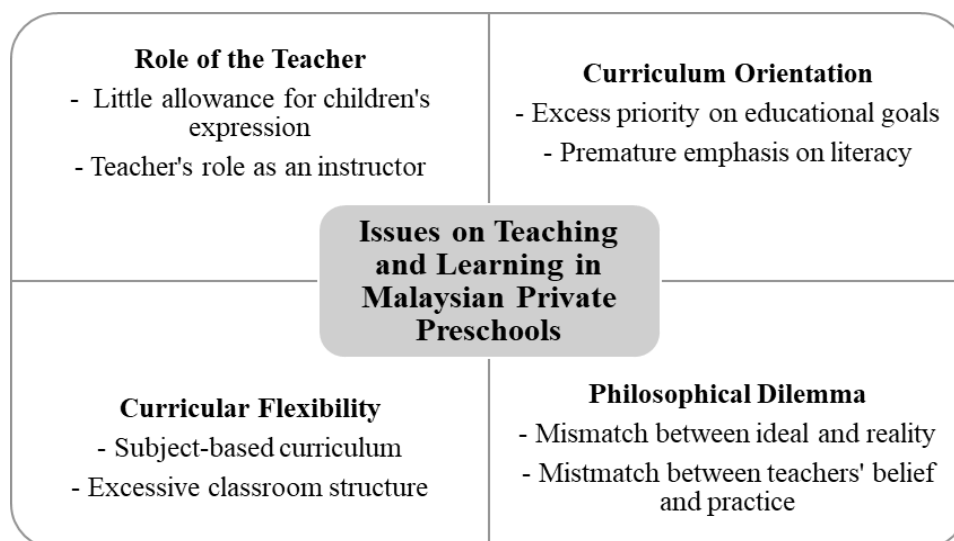 Role of the Teacher
- Little allowance for children's
expression
- Teacher's role as an instructor
Curriculum Orientation
- Excess priority on educational goals
- Premature emphasis on literacy
Issues on Teaching
and Learning in
Malaysian Private
Preschools
Curricular Flexibility
- Subject-based curriculum
- Excessive classroom structure
Philosophical Dilemma
- Mismatch between ideal and reality
- Mistmatch between teachers' belief
and practice